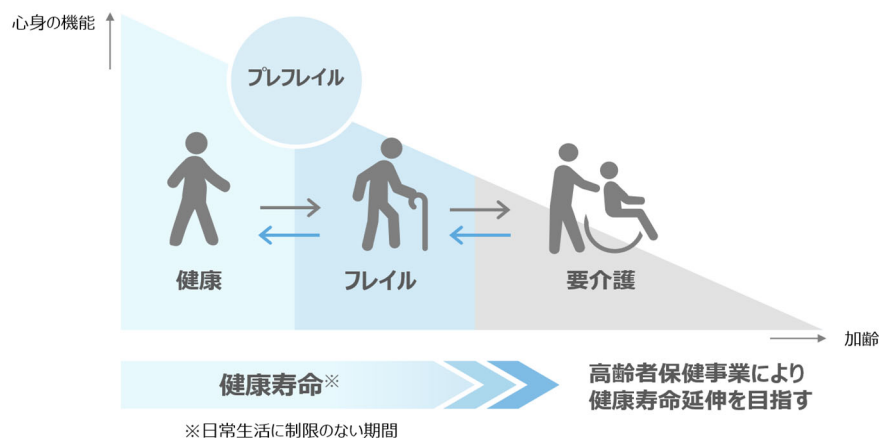 心身の機能
プレフレイル
健康
フレイル
要介護
加齢
健康寿命※
高齢者保健事業により
健康寿命延伸を目指す
※日常生活に制限のない期間